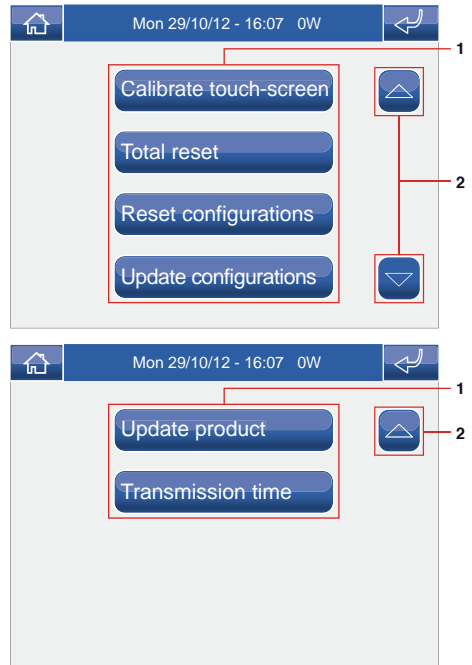 Mon 29/10/12 - 16:07 0W
1
Calibrate touch-screen
Total reset
2
Reset configurations
Update configurations
Mon 29/10/12 - 16:07 0W
1
Update product
2
Transmission time